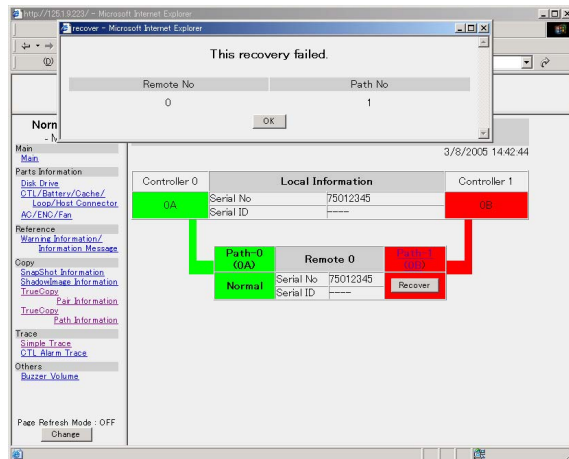 http://125.1.9.223/ - Microsoft Internet Explorer
recover - Microsoft Internet Explorer
This recovery failed.
Remote No Path No
0 1
OK
Norm
3/8/2005 14:42:44
Main
Main
Parts Information
Disk Drive
CTL/Battery/Cache/
Loop/Host Connector
AC/ENC/Fan
Reference
Warning Information/
Information Message
Copy
SnapShot Information
ShadowImage Information
TrueCopy
Pair Information
TrueCopy
Path Information
Trace
Simple Trace
CTL Alarm Trace
Others
Buzzer Volume
Page Refresh Mode : OFF
Change
Controller 0 Local Information Controller 1
0A Serial No 75012345 0B
Serial ID ----
Path-0 Remote 0 Path-1
(0A) (0B)
Normal Serial No 75012345 Recover
Serial ID ----